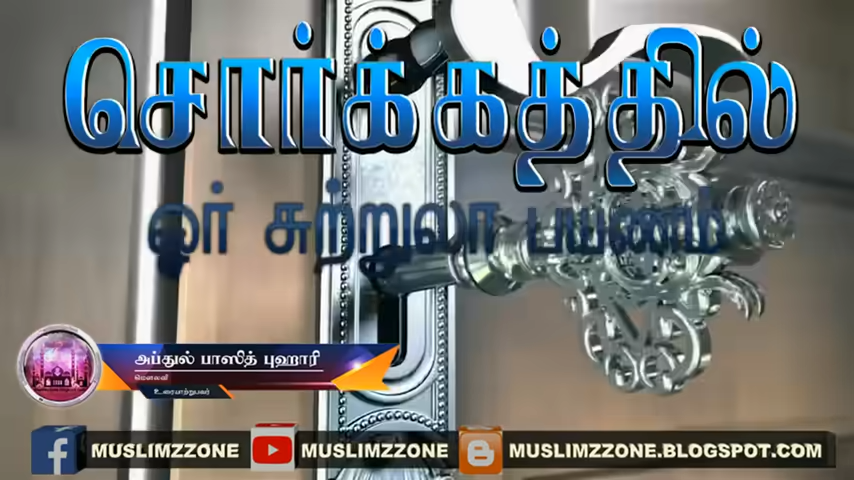 சொர்க்கத்தில்
ஓர் சுற்றுலா பயணம்
அப்துல் பாஸித் புஹாரி
மௌலவி
உரையாற்றுபவர்
MUSLIMZZONE MUSLIMZZONE MUSLIMZZONE.BLOGSPOT.COM